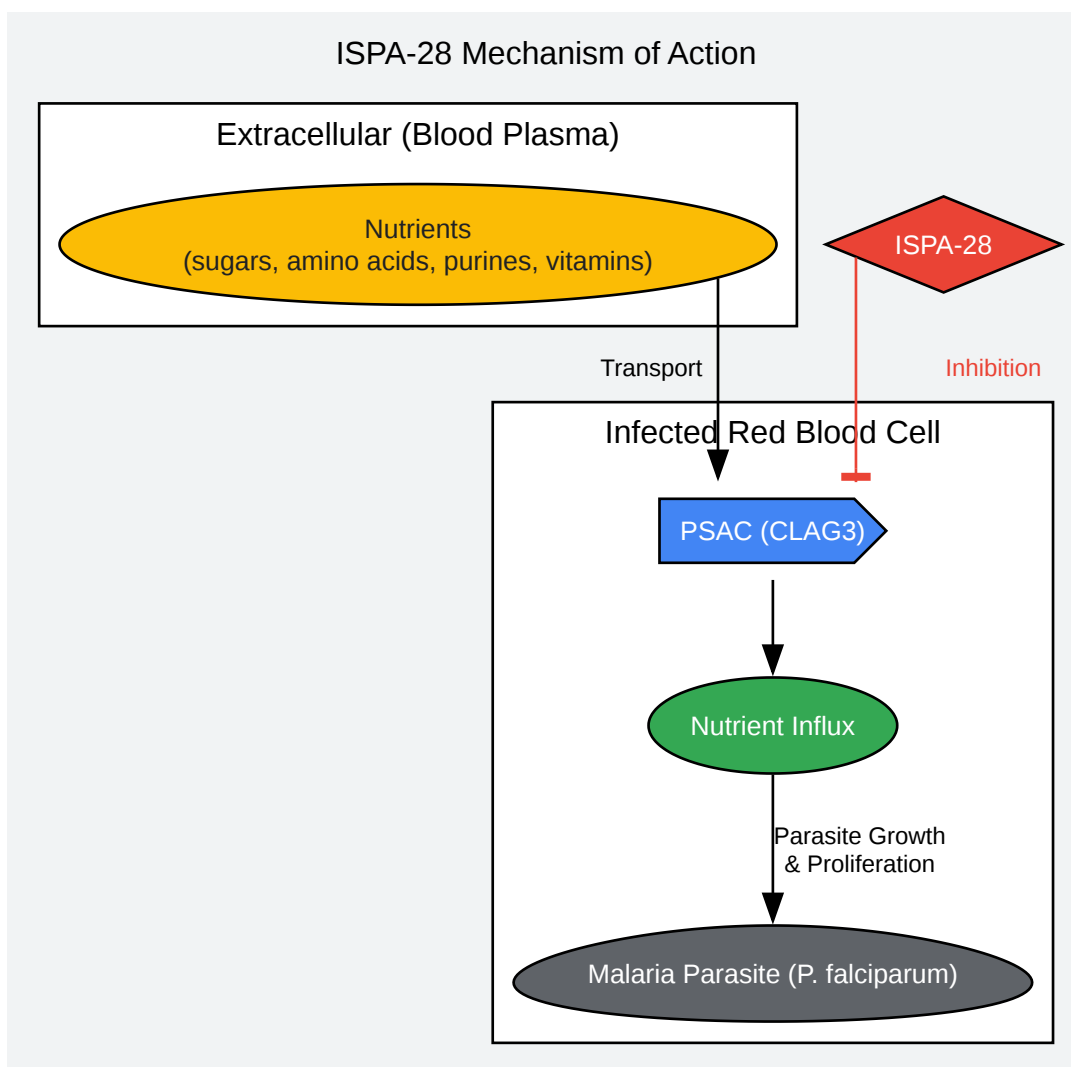 ISPA-28 Mechanism of Action
Extracellular (Blood Plasma)
Nutrients
(sugars, amino acids, purines, vitamins)
ISPA-28
Transport
Inhibition
Infected Red Blood Cell
PSAC (CLAG3)
Nutrient Influx
Parasite Growth
& Proliferation
Malaria Parasite (P. falciparum)